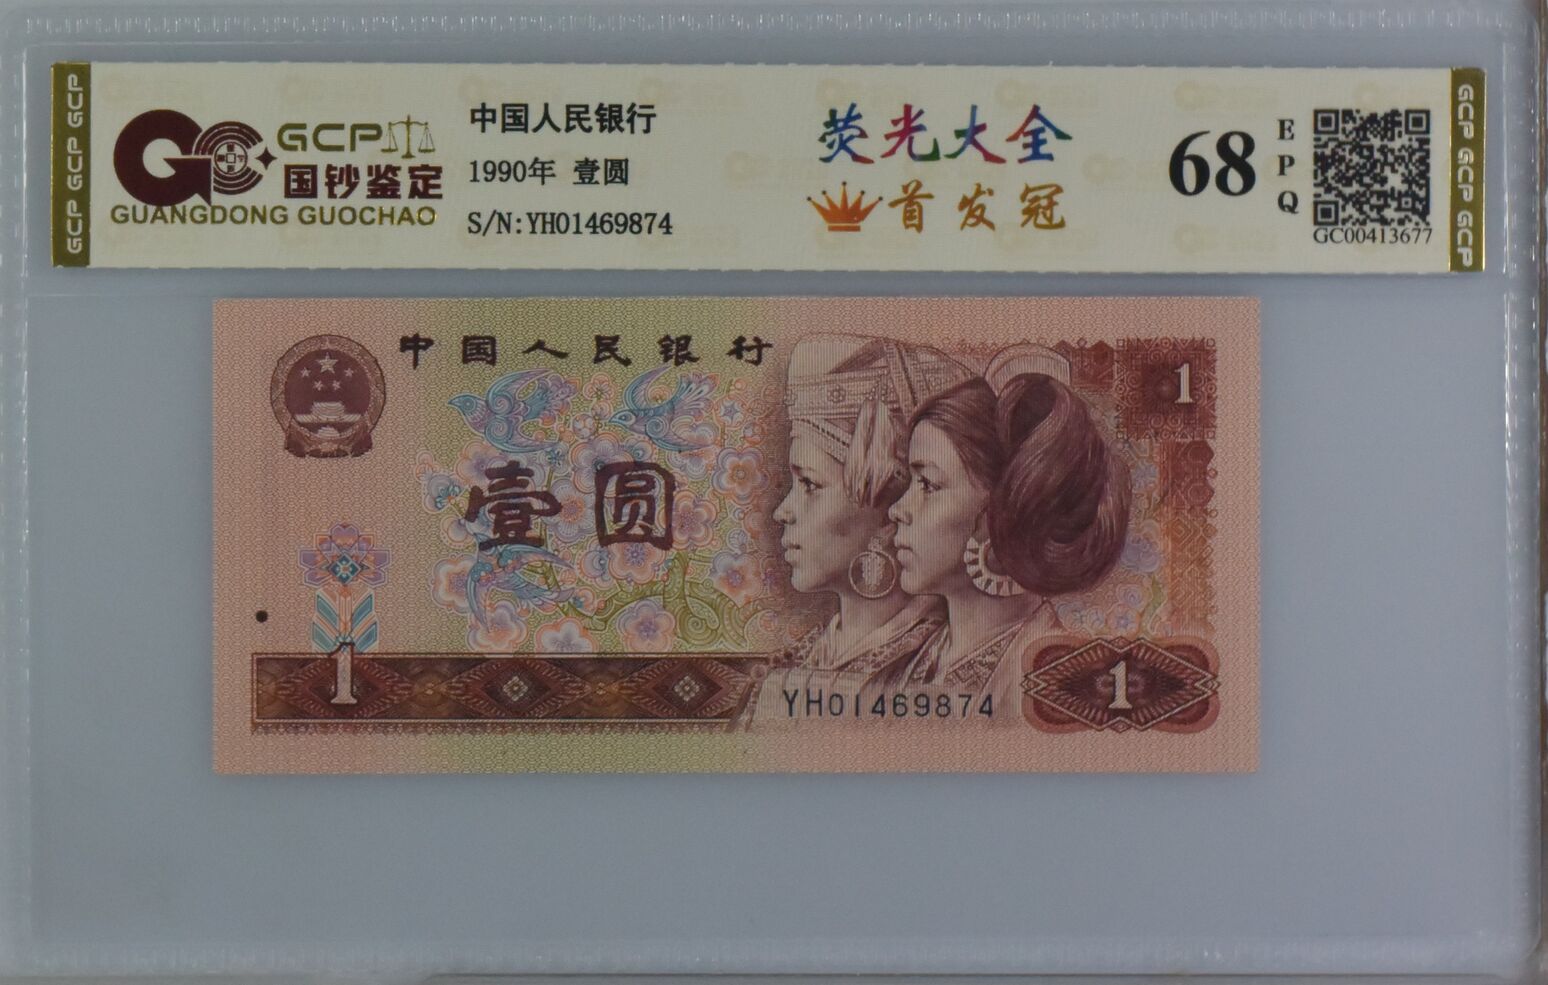 GCP GCP GCP
GCP
国钞鉴定
GUANGDONG GUOCHAO
中国人民银行
1990年 壹圆
S/N:YH01469874
荧光大全
首发冠
68
E
P
Q
GC00413677
GCP GCP GCP
中国人民银行
1
壹圆
1
YH01469874
1